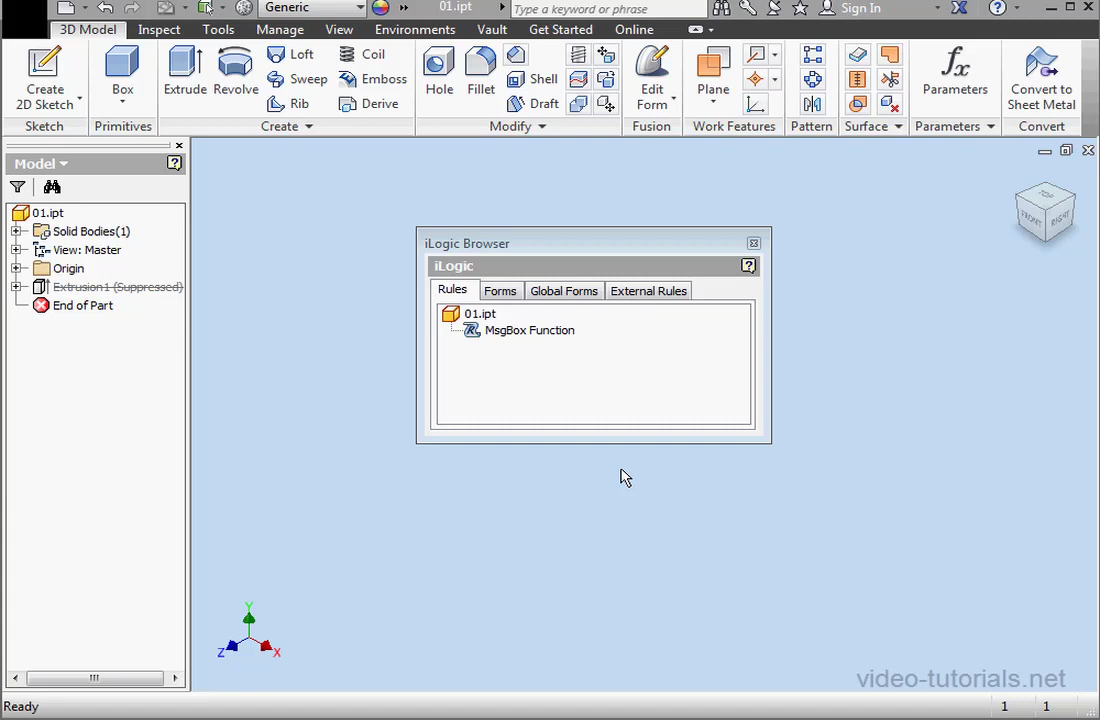 Generic 01.ipt Type a keyword or phrase Sign In
3D Model Inspect Tools Manage View Environments Vault Get Started Online
Create 2D Sketch
Box
Extrude
Revolve
Loft
Sweep
Rib
Coil
Emboss
Derive
Hole
Fillet
Shell
Draft
Edit Form
Plane
fx
Parameters
Convert to Sheet Metal
Sketch Primitives Create Modify Fusion Work Features Pattern Surface Parameters Convert
Model
01.ipt
Solid Bodies(1)
View: Master
Origin
Extrusion1 (Suppressed)
End of Part
iLogic Browser
iLogic
Rules Forms Global Forms External Rules
01.ipt
MsgBox Function
TOP
FRONT RIGHT
Y
Z X
video-tutorials.net
Ready 1 1